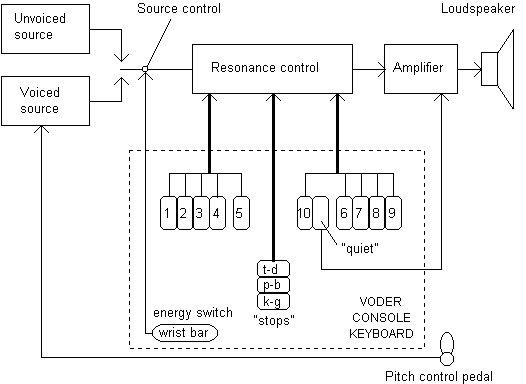 Unvoiced
source
Source control
Loudspeaker
Voiced
source
Resonance control
Amplifier
1 2 3 4 5
10 6 7 8 9
"quiet"
t-d
p-b
k-g
"stops"
energy switch
wrist bar
VODER
CONSOLE
KEYBOARD
Pitch control pedal